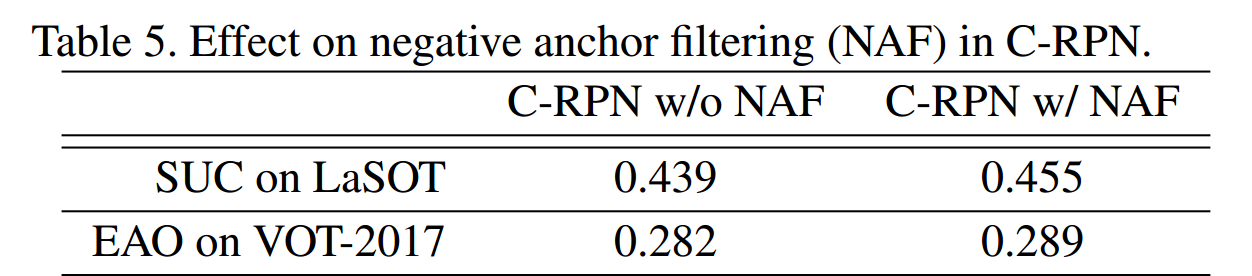 Table 5. Effect on negative anchor filtering (NAF) in C-RPN.
C-RPN w/o NAF C-RPN w/ NAF
SUC on LaSOT 0.439 0.455
EAO on VOT-2017 0.282 0.289